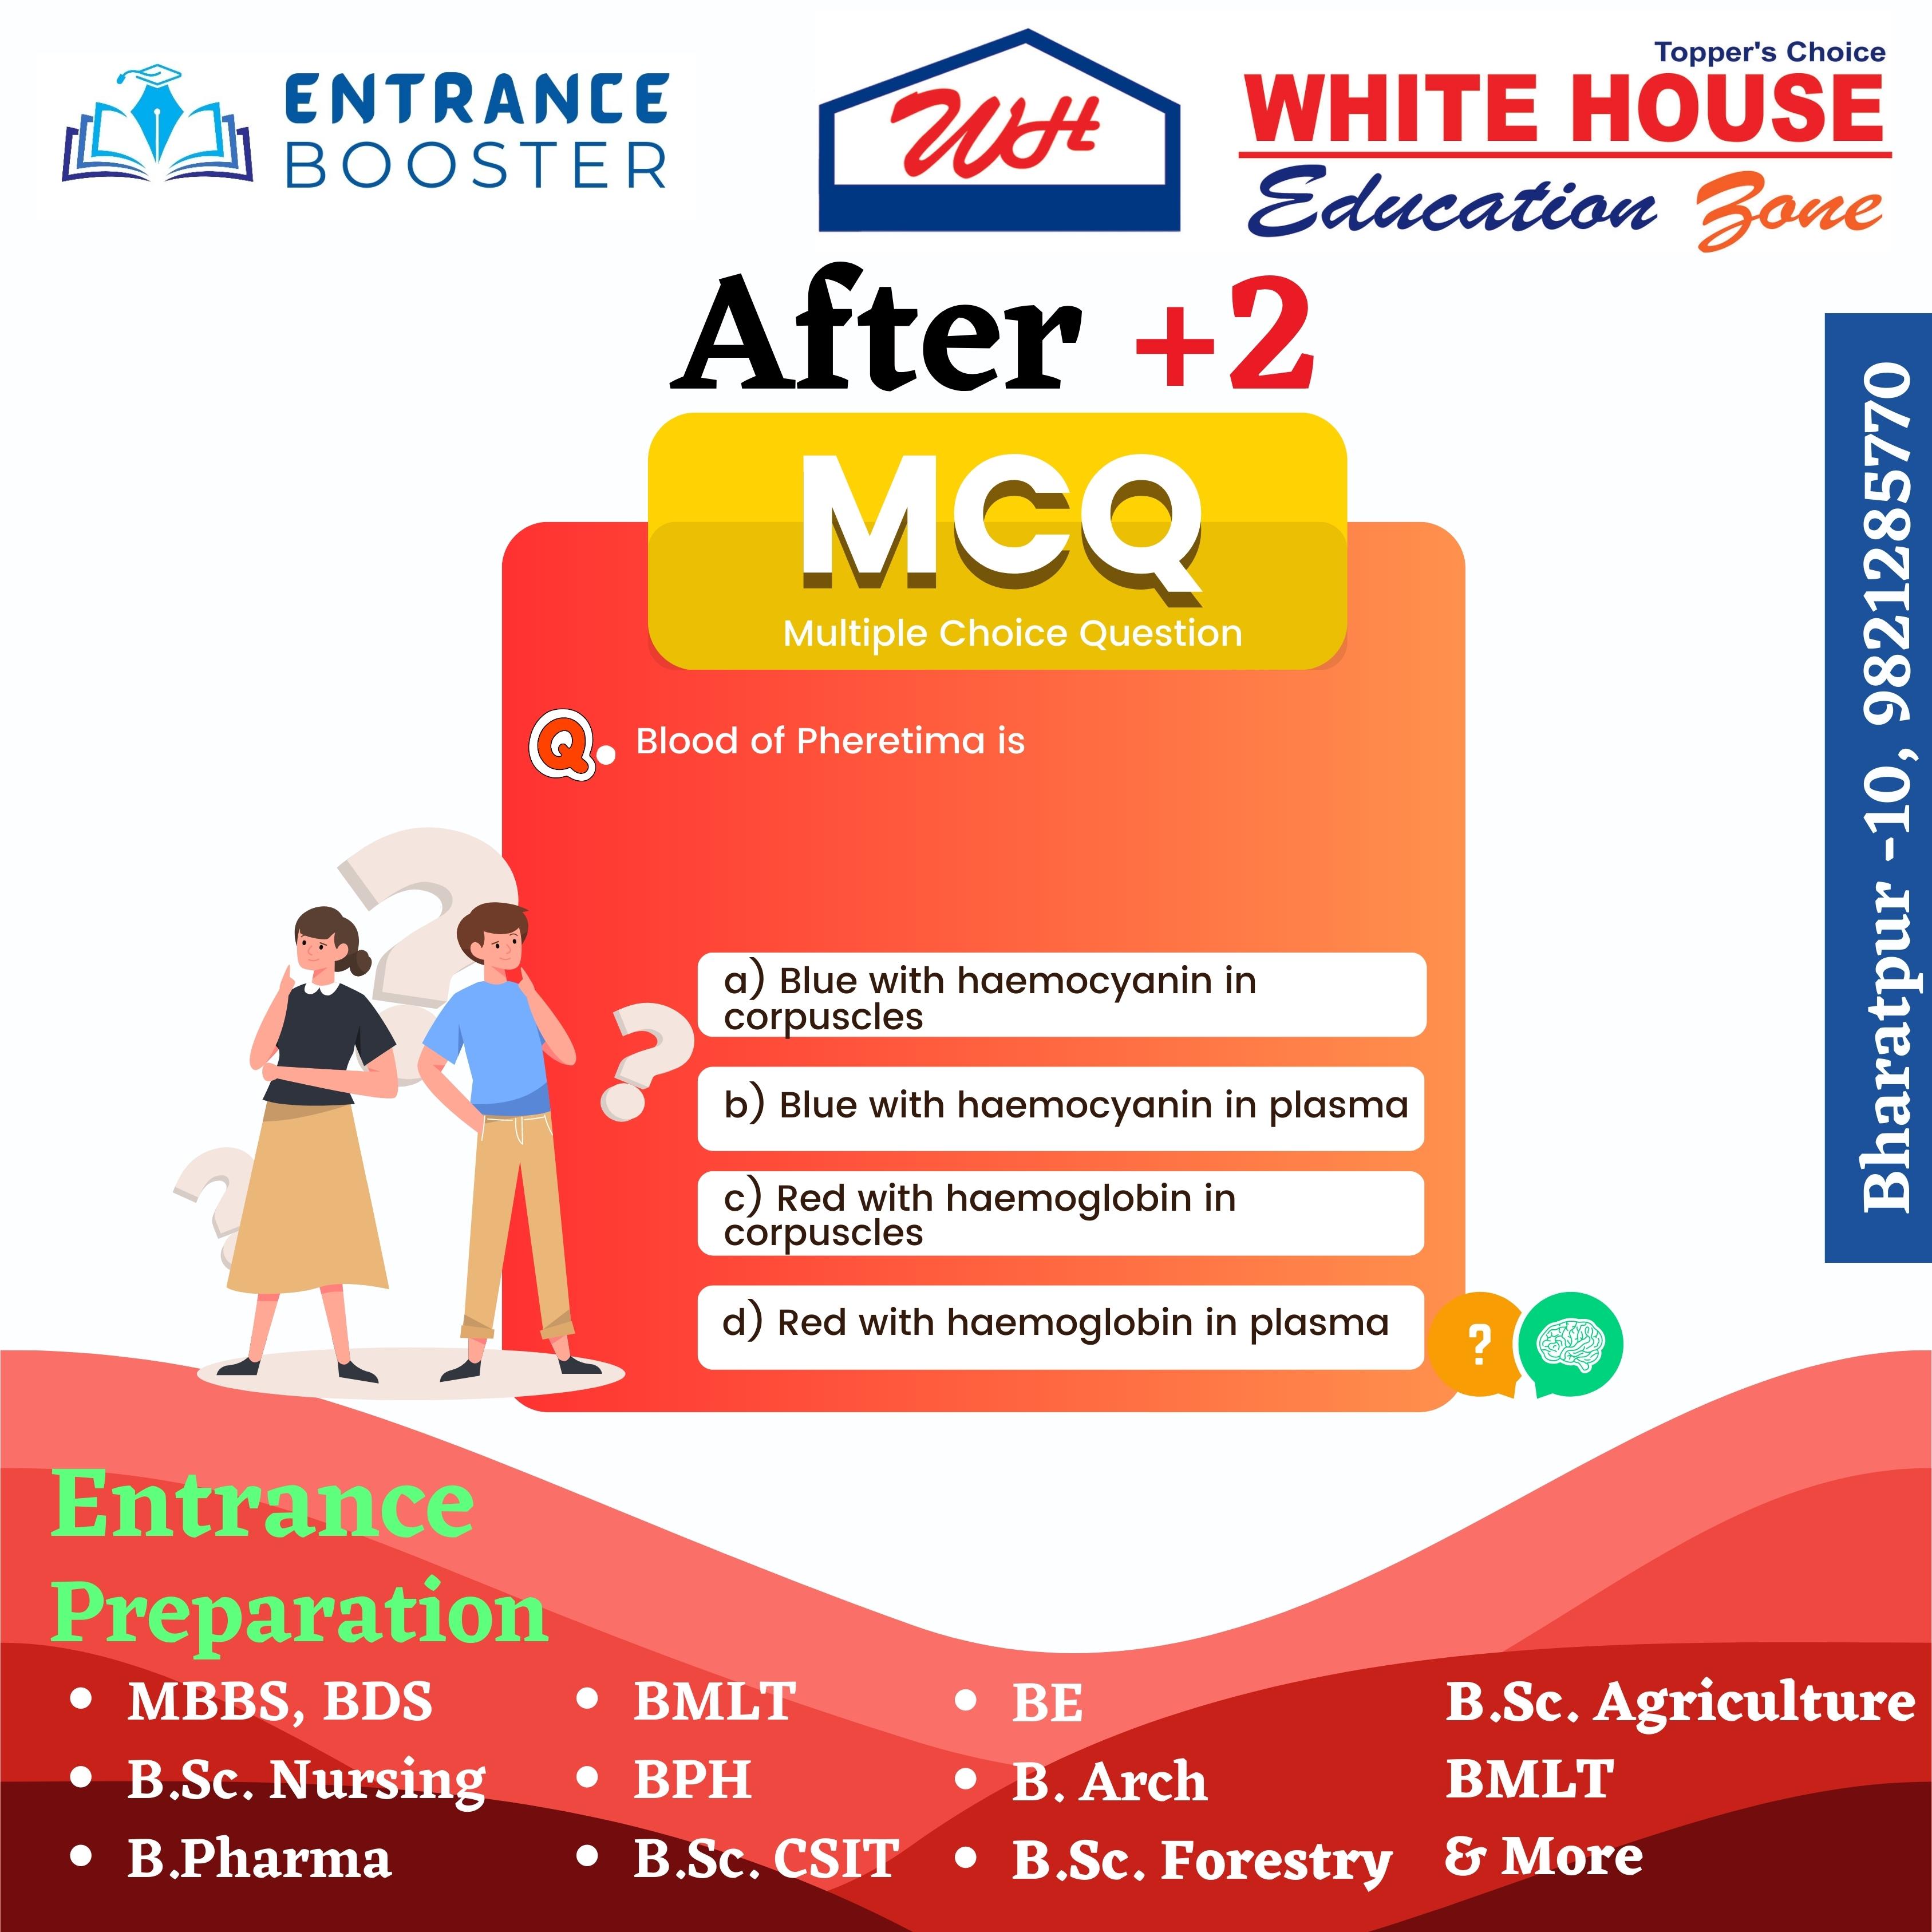 ENTRANCE
BOOSTER
WH
Topper's Choice
WHITE HOUSE
Education Zone
After +2
MCQ
Multiple Choice Question
Q. Blood of Pheretima is
a) Blue with haemocyanin in
corpuscles
b) Blue with haemocyanin in plasma
c) Red with haemoglobin in
corpuscles
d) Red with haemoglobin in plasma
?
Bharatpur -10, 9821285770
Entrance
Preparation
• MBBS, BDS
• B.Sc. Nursing
• B.Pharma
• BMLT
• BPH
• B.Sc. CSIT
• BE
• B. Arch
• B.Sc. Forestry
B.Sc. Agriculture
BMLT
& More